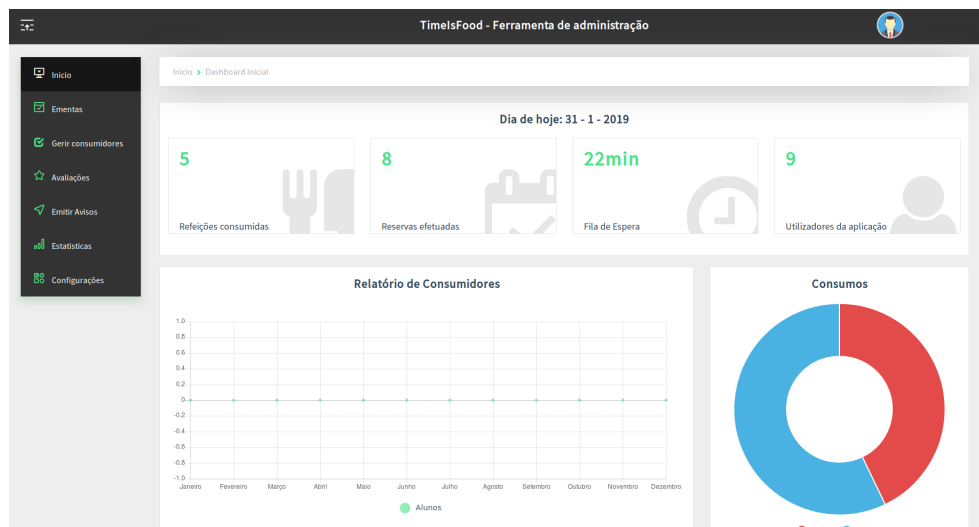 TimeIsFood - Ferramenta de administração
Inicio
Ementas
Gerir consumidores
Avaliações
Emitir Avisos
Estatisticas
Configurações
Inicio > Dashboard Inicial
Dia de hoje: 31 - 1 - 2019
5
Refeições consumidas
8
Reservas efetuadas
22min
Fila de Espera
9
Utilizadores da aplicação
Relatório de Consumidores
1.0
0.8
0.6
0.4
0.2
0
-0.2
-0.4
-0.6
-0.8
-1.0
Janeiro Fevereiro Março Abril Maio Junho Julho Agosto Setembro Outubro Novembro Dezembro
Alunos
Consumos